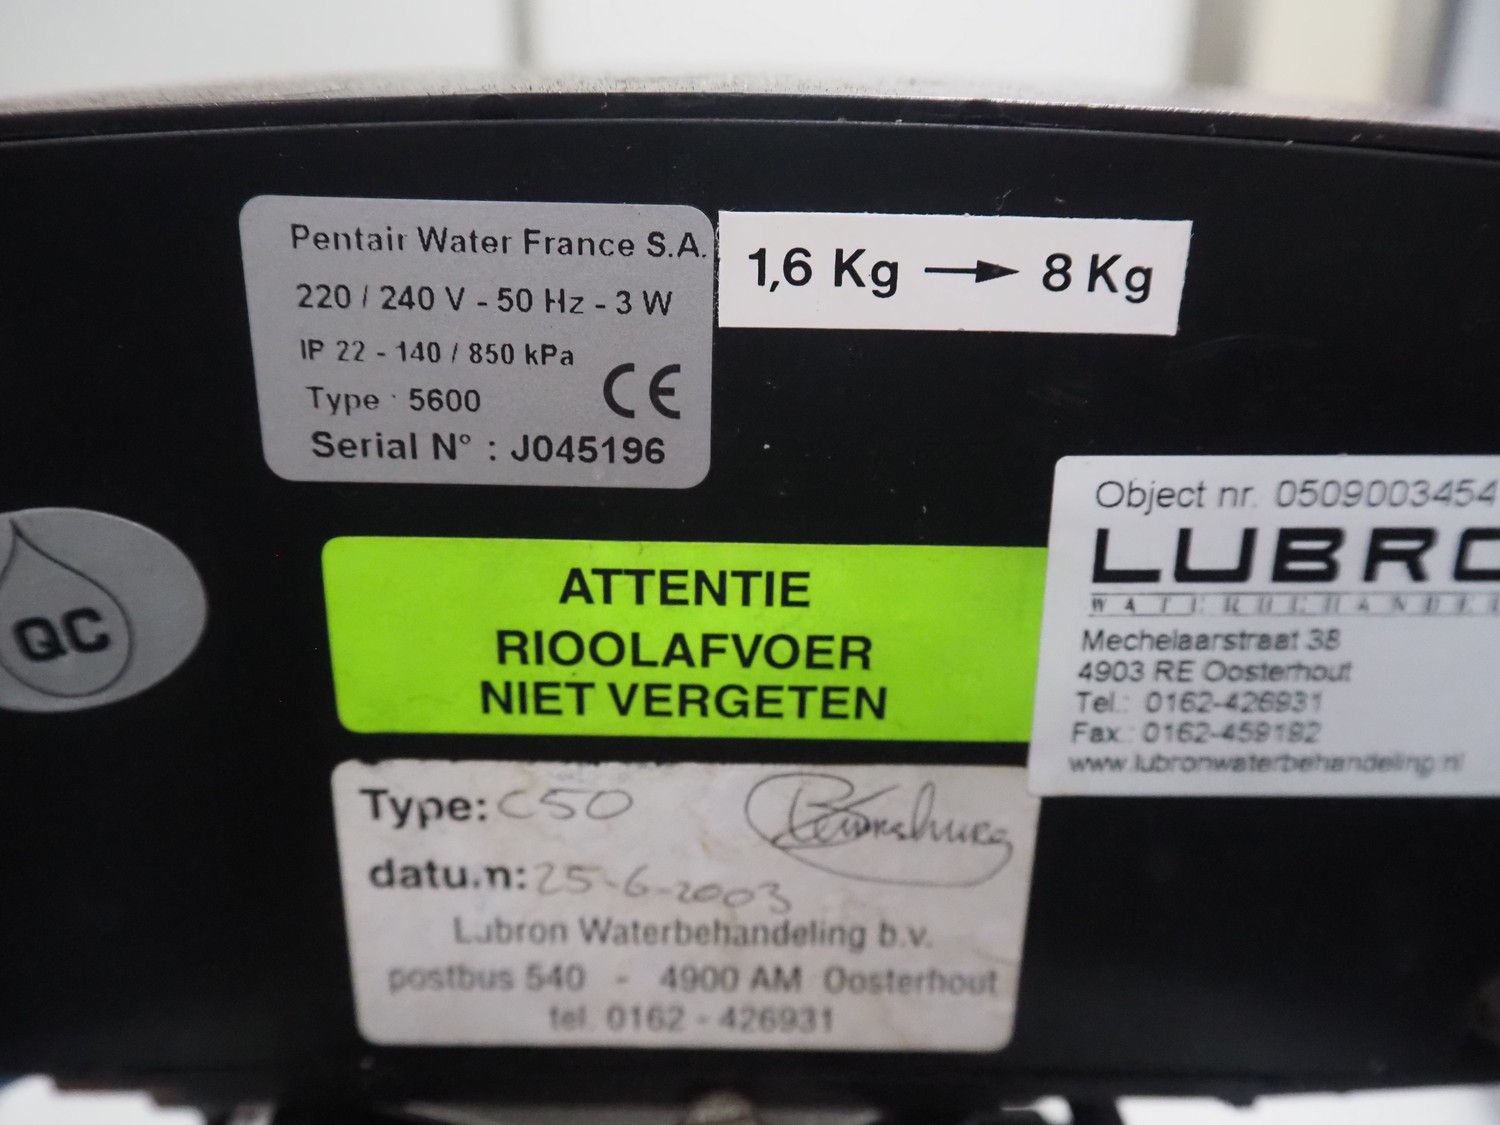 Pentair Water France S.A.
220 / 240 V - 50 Hz - 3 W
IP 22 - 140 / 850 kPa
Type · 5600
CE
Serial N° : J045196
1,6 Kg → 8 Kg
QC
ATTENTIE
RIOOLAFVOER
NIET VERGETEN
Object nr. 0509003454
LUBRO
WATERBEHANDEL
Mechelaarstraat 38
4903 RE Oosterhout
Tel.: 0162-426931
Fax.: 0162-459192
www.lubronwaterbehandeling.nl
Type: C50
datum: 25-6-2003
Lubron Waterbehandeling b.v.
postbus 540 - 4900 AM Oosterhout
tel. 0162 - 426931